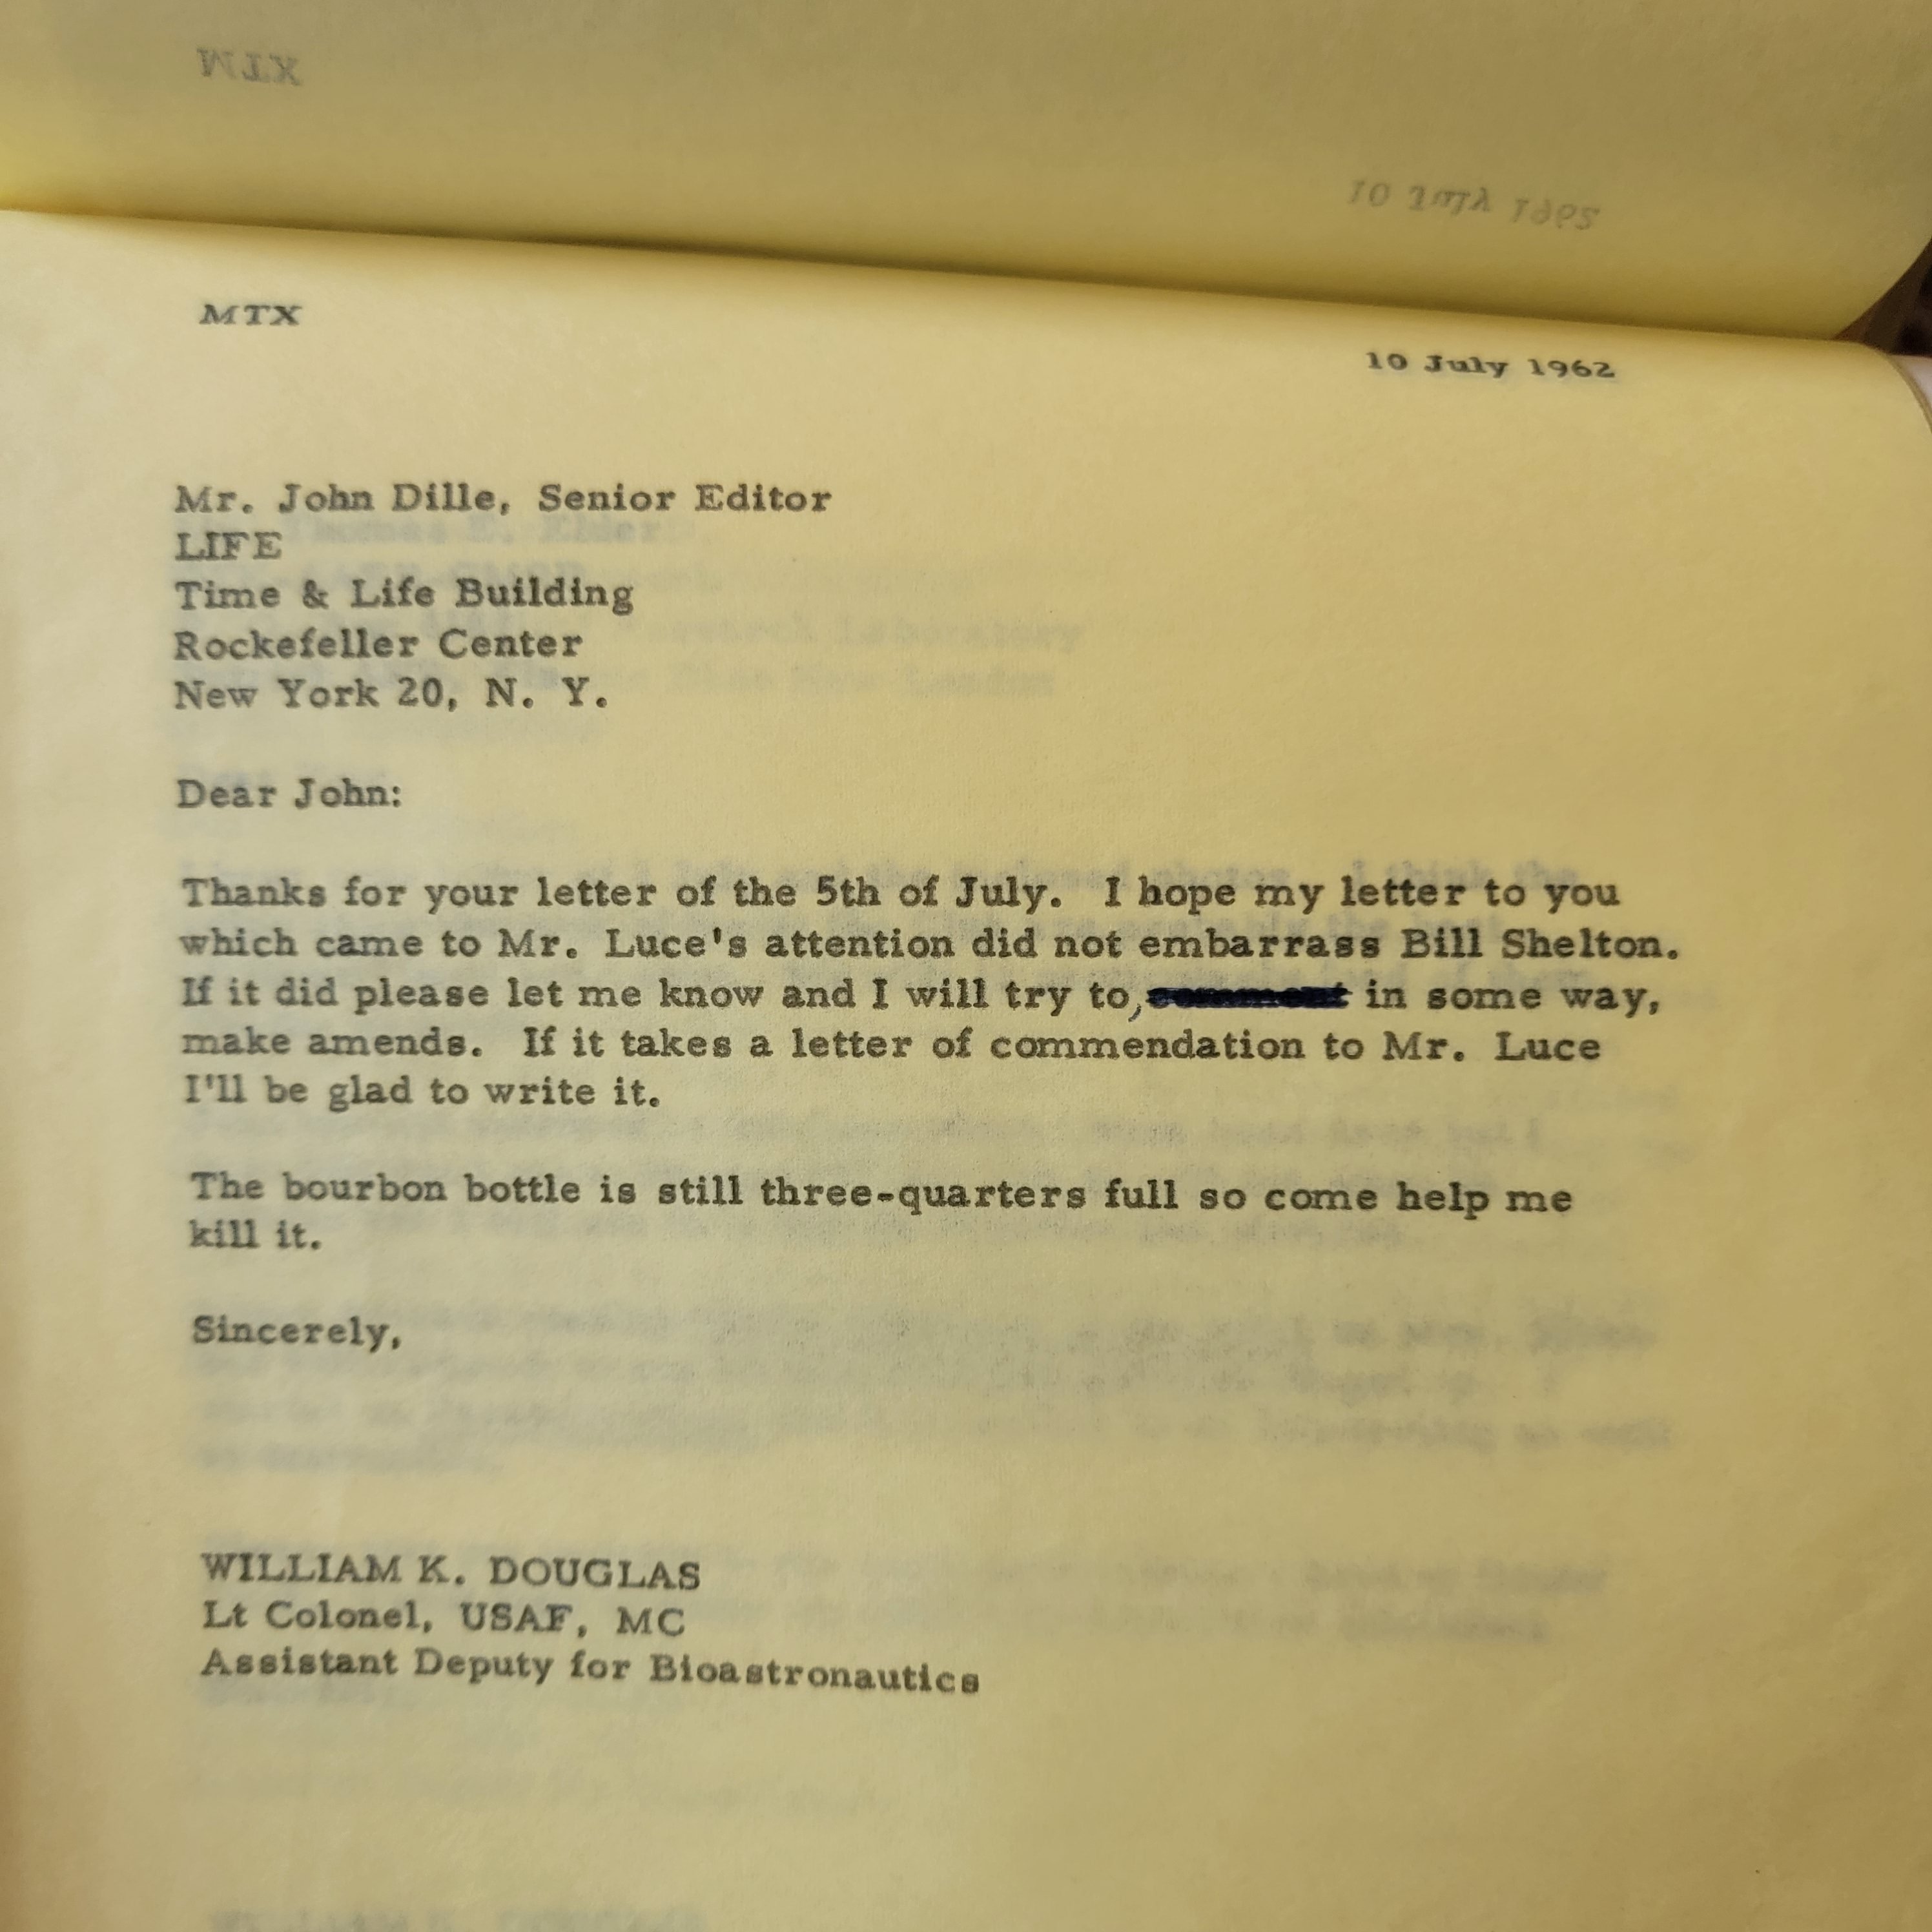 MTX
10 July 1962
MTX
10 July 1962
Mr. John Dille, Senior Editor
LIFE
Time & Life Building
Rockefeller Center
New York 20, N. Y.
Dear John:
Thanks for your letter of the 5th of July. I hope my letter to you
which came to Mr. Luce's attention did not embarrass Bill Shelton.
If it did please let me know and I will try to, in some way,
make amends. If it takes a letter of commendation to Mr. Luce
I'll be glad to write it.
The bourbon bottle is still three-quarters full so come help me
kill it.
Sincerely,
WILLIAM K. DOUGLAS
Lt Colonel, USAF, MC
Assistant Deputy for Bioastronautics